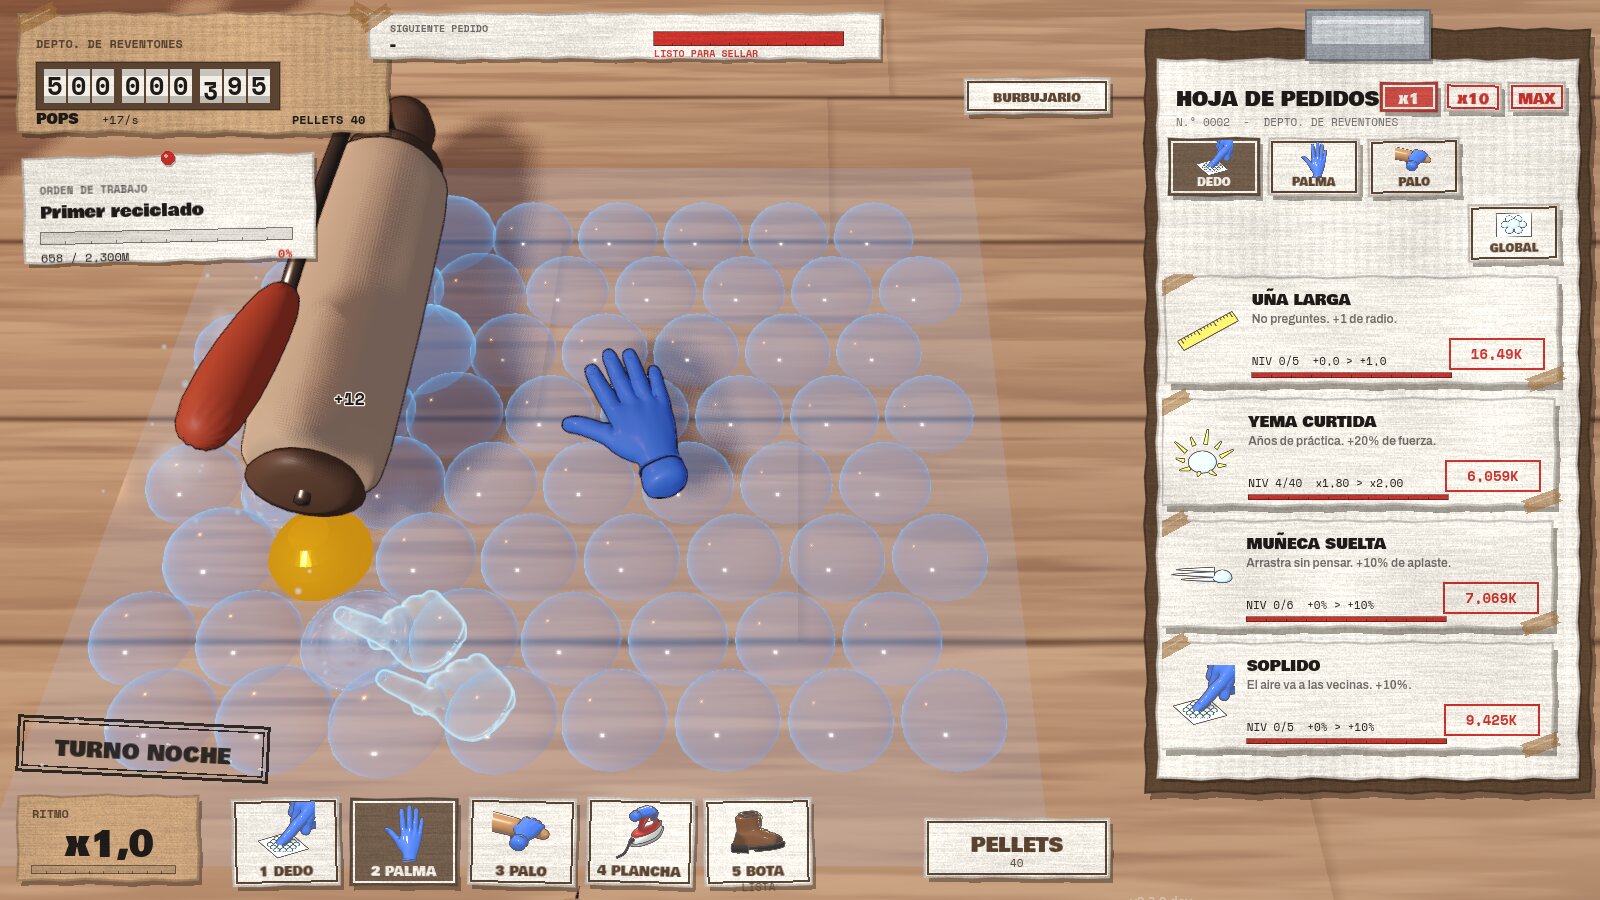 DEPTO. DE REVENTONES
500 000 395
POPS +17/s PELLETS 40
SIGUIENTE PEDIDO
-
LISTO PARA SELLAR
BURBUJARIO
ORDEN DE TRABAJO
Primer reciclado
658 / 2,300M 0%
+12
TURNO NOCHE
RITMO
x1,0
1 DEDO
2 PALMA
3 PALO
4 PLANCHA
5 BOTA
LISTA
PELLETS
40
HOJA DE PEDIDOS x1 x10 MAX
N.° 0002 - DEPTO. DE REVENTONES
DEDO
PALMA
PALO
GLOBAL
UÑA LARGA
No preguntes. +1 de radio.
NIV 0/5 +0,0 > +1,0
16,49K
YEMA CURTIDA
Años de práctica. +20% de fuerza.
NIV 4/40 x1,80 > x2,00
6,059K
MUÑECA SUELTA
Arrastra sin pensar. +10% de aplaste.
NIV 0/6 +0% > +10%
7,069K
SOPLIDO
El aire va a las vecinas. +10%.
NIV 0/5 +0% > +10%
9,425K